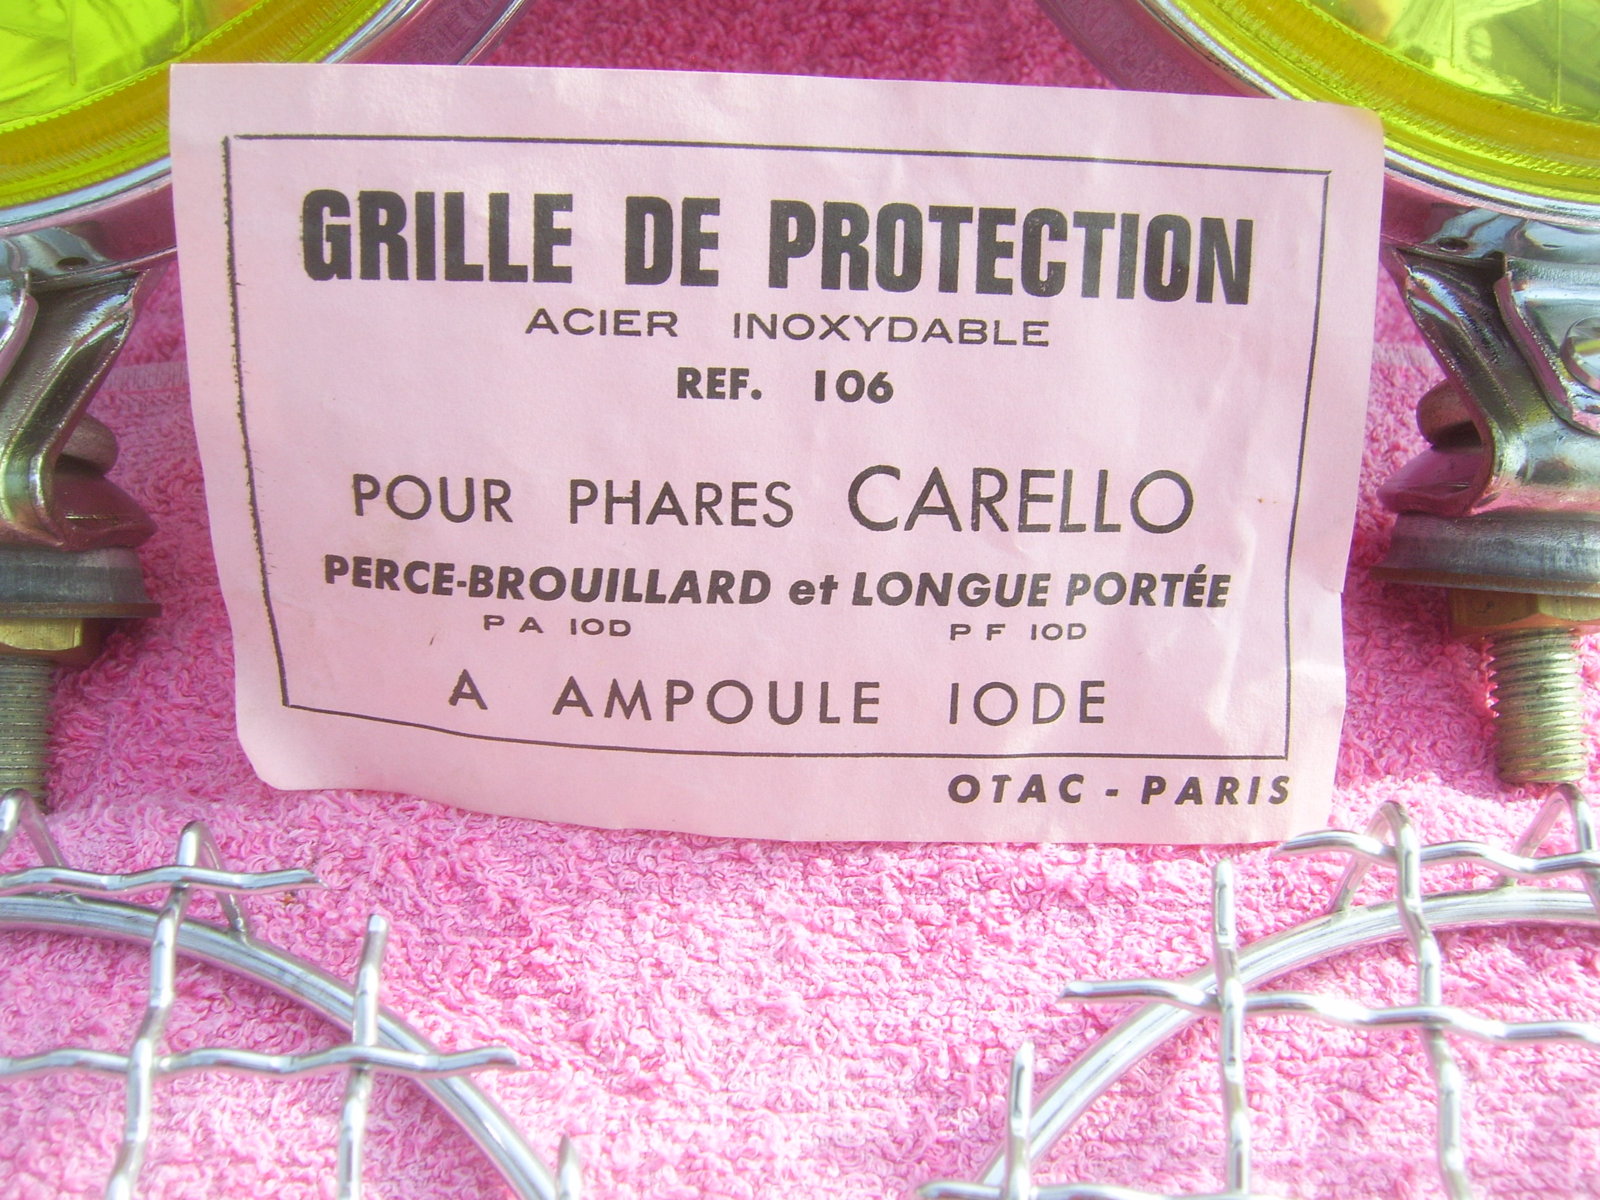 GRILLE DE PROTECTION
ACIER INOXYDABLE
REF. 106
POUR PHARES CARELLO
PERCE-BROUILLARD et LONGUE PORTÉE
P A IOD P F IOD
A AMPOULE IODE
OTAC - PARIS